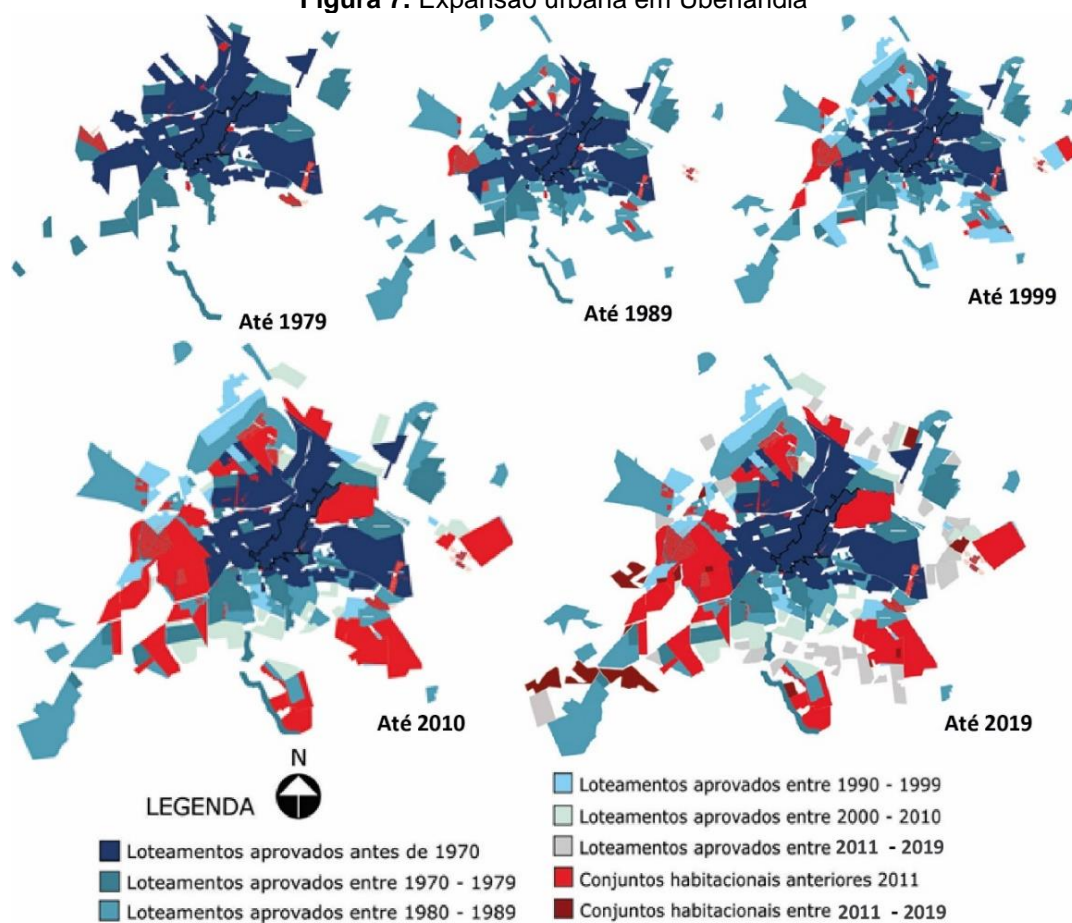 Figura 7. Expansão urbana em Uberlândia
Até 1979
Até 1989
Até 1999
Até 2010
Até 2019
N
LEGENDA
Loteamentos aprovados antes de 1970
Loteamentos aprovados entre 1970 - 1979
Loteamentos aprovados entre 1980 - 1989
Loteamentos aprovados entre 1990 - 1999
Loteamentos aprovados entre 2000 - 2010
Loteamentos aprovados entre 2011 - 2019
Conjuntos habitacionais anteriores 2011
Conjuntos habitacionais entre 2011 - 2019